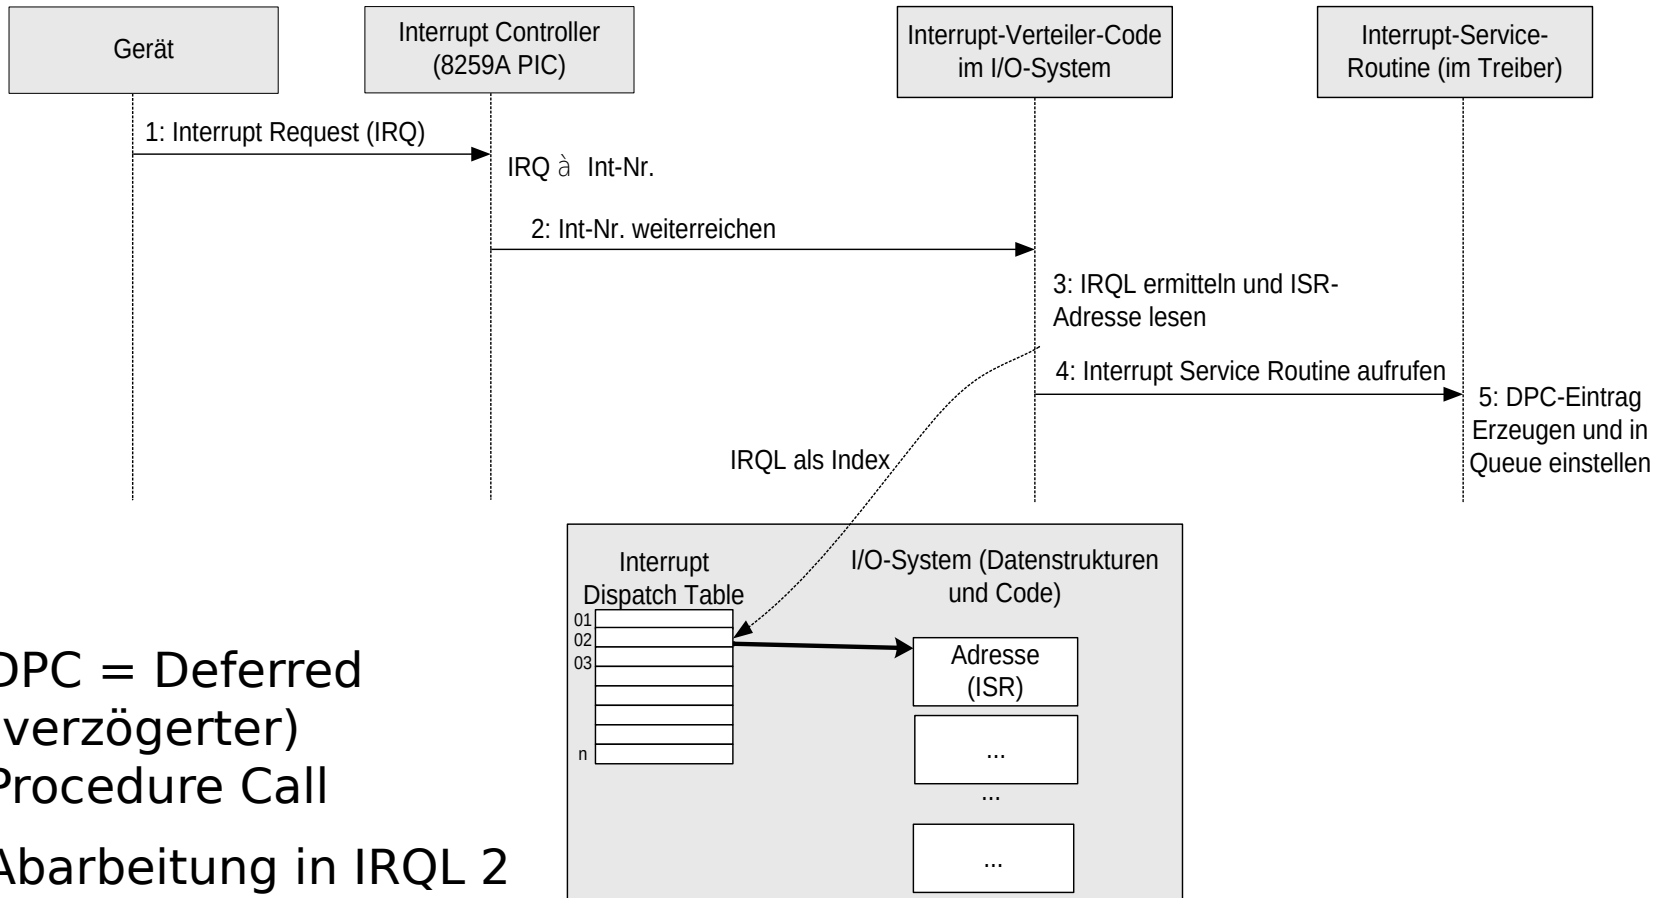 Gerät
Interrupt Controller
(8259A PIC)
Interrupt-Verteiler-Code
im I/O-System
Interrupt-Service-
Routine (im Treiber)
1: Interrupt Request (IRQ)
IRQ à Int-Nr.
2: Int-Nr. weiterreichen
3: IRQL ermitteln und ISR-
Adresse lesen
4: Interrupt Service Routine aufrufen
5: DPC-Eintrag
Erzeugen und in
Queue einstellen
IRQL als Index
Interrupt
Dispatch Table
01
02
03
n
I/O-System (Datenstrukturen
und Code)
Adresse
(ISR)
...
...
...
DPC = Deferred
verzögerter)
Procedure Call
Abarbeitung in IRQL 2